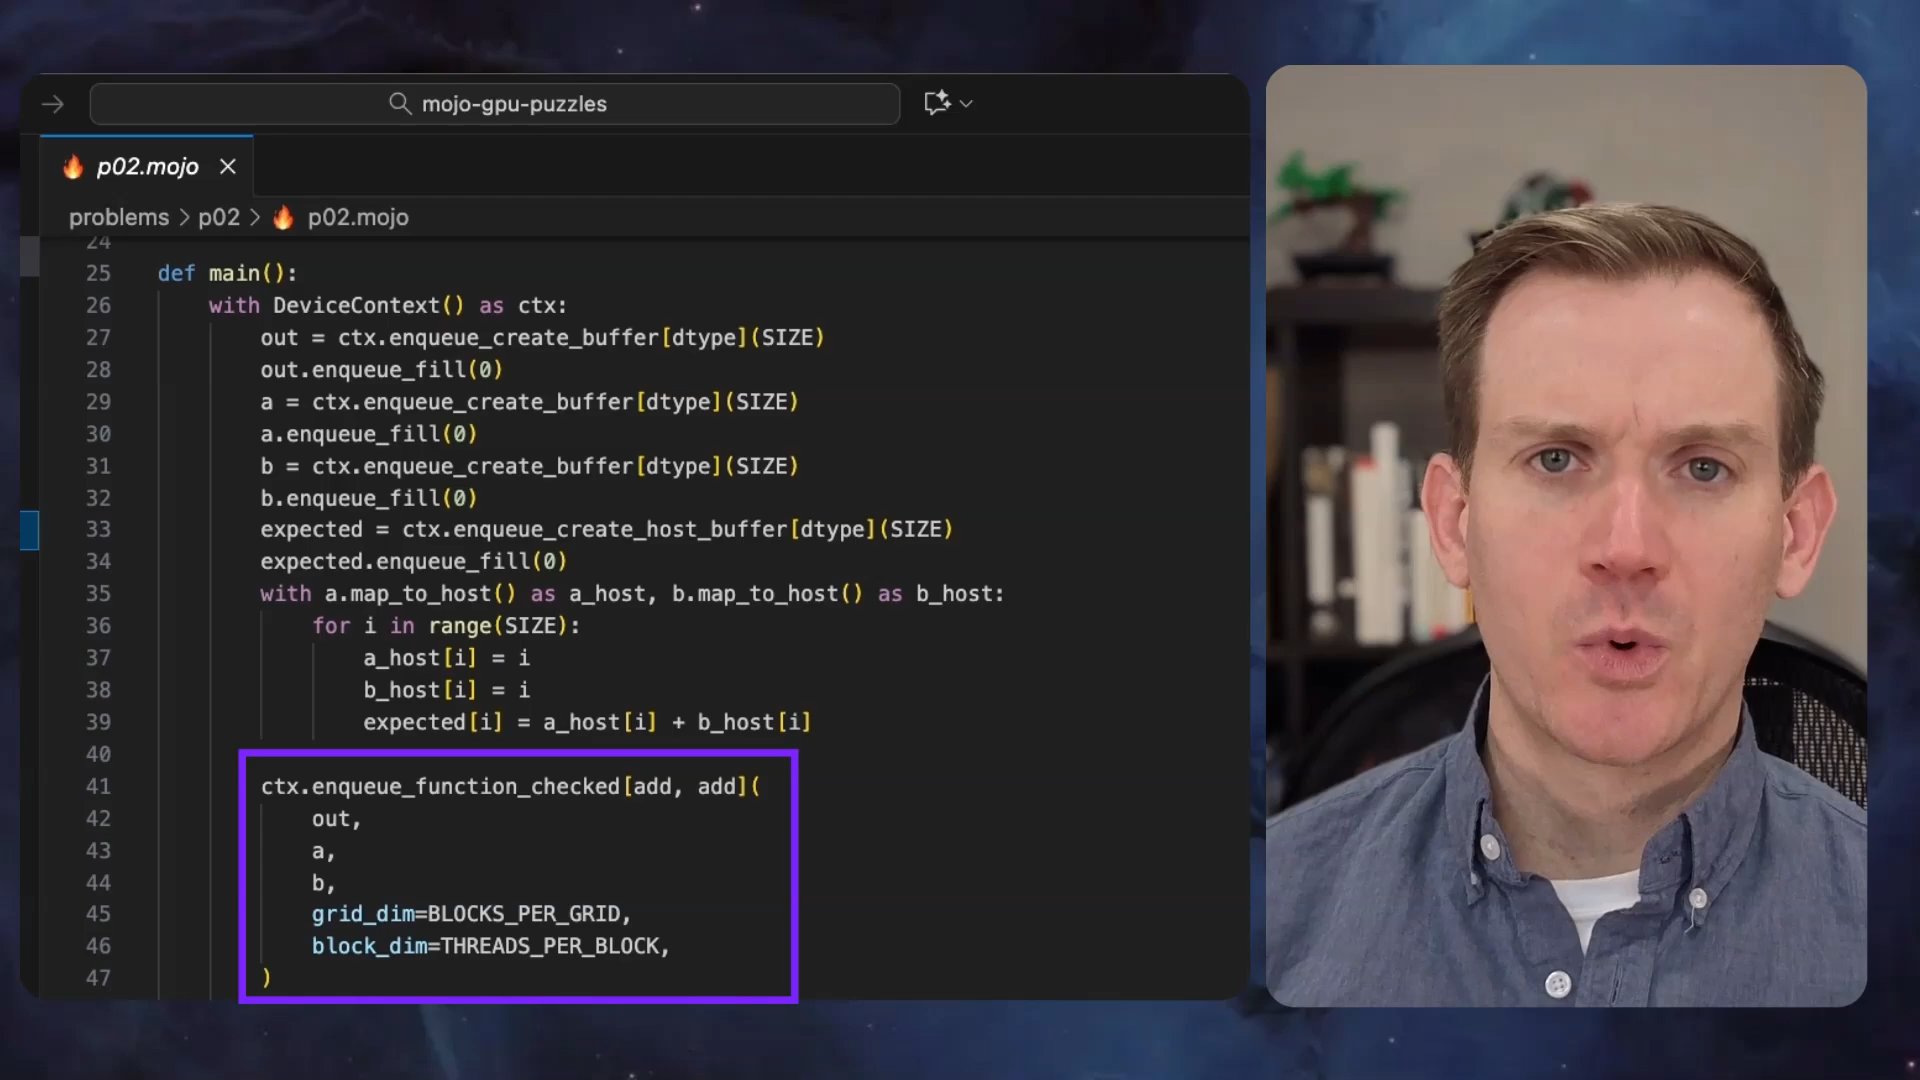 mojo-gpu-puzzles
p02.mojo
problems > p02 > p02.mojo
24
25 def main():
26 with DeviceContext() as ctx:
27 out = ctx.enqueue_create_buffer[dtype](SIZE)
28 out.enqueue_fill(0)
29 a = ctx.enqueue_create_buffer[dtype](SIZE)
30 a.enqueue_fill(0)
31 b = ctx.enqueue_create_buffer[dtype](SIZE)
32 b.enqueue_fill(0)
33 expected = ctx.enqueue_create_host_buffer[dtype](SIZE)
34 expected.enqueue_fill(0)
35 with a.map_to_host() as a_host, b.map_to_host() as b_host:
36 for i in range(SIZE):
37 a_host[i] = i
38 b_host[i] = i
39 expected[i] = a_host[i] + b_host[i]
40
41 ctx.enqueue_function_checked[add, add](
42 out,
43 a,
44 b,
45 grid_dim=BLOCKS_PER_GRID,
46 block_dim=THREADS_PER_BLOCK,
47 )